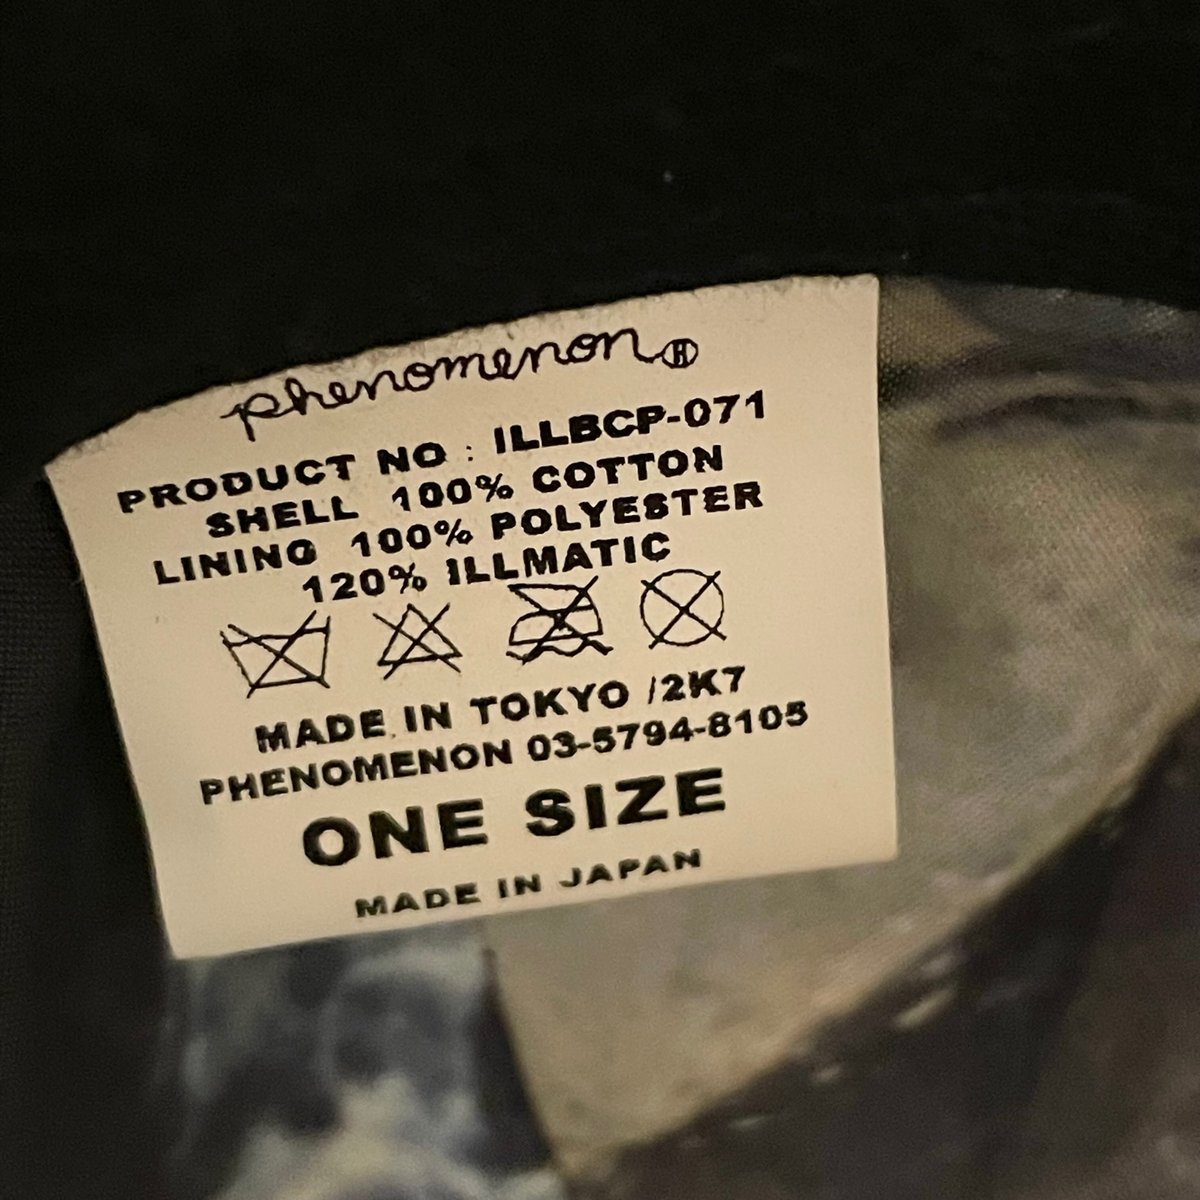 phenomenon®
PRODUCT NO : ILLBCP-071
SHELL 100% COTTON
LINING 100% POLYESTER
120% ILLMATIC
MADE IN TOKYO /2K7
PHENOMENON 03-5794-8105
ONE SIZE
MADE IN JAPAN